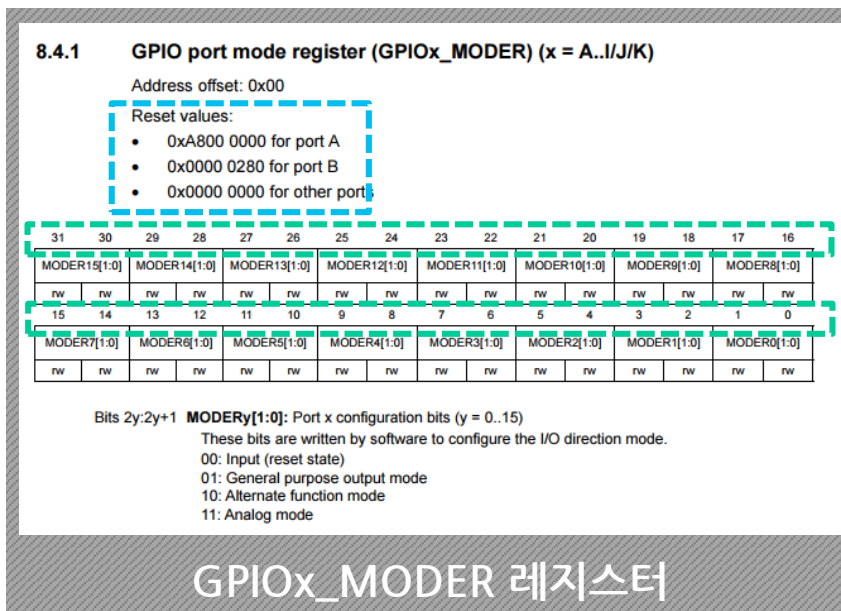 8.4.1 GPIO port mode register (GPIOx_MODER) (x = A..I/J/K)
Address offset: 0x00
Reset values:
• 0xA800 0000 for port A
• 0x0000 0280 for port B
• 0x0000 0000 for other ports
31 30 29 28 27 26 25 24 23 22 21 20 19 18 17 16
MODER15[1:0] MODER14[1:0] MODER13[1:0] MODER12[1:0] MODER11[1:0] MODER10[1:0] MODER9[1:0] MODER8[1:0]
rw rw rw rw rw rw rw rw rw rw rw rw rw rw rw rw
15 14 13 12 11 10 9 8 7 6 5 4 3 2 1 0
MODER7[1:0] MODER6[1:0] MODER5[1:0] MODER4[1:0] MODER3[1:0] MODER2[1:0] MODER1[1:0] MODER0[1:0]
rw rw rw rw rw rw rw rw rw rw rw rw rw rw rw rw
Bits 2y:2y+1 MODERy[1:0]: Port x configuration bits (y = 0..15)
These bits are written by software to configure the I/O direction mode.
00: Input (reset state)
01: General purpose output mode
10: Alternate function mode
11: Analog mode
GPIOx_MODER 레지스터